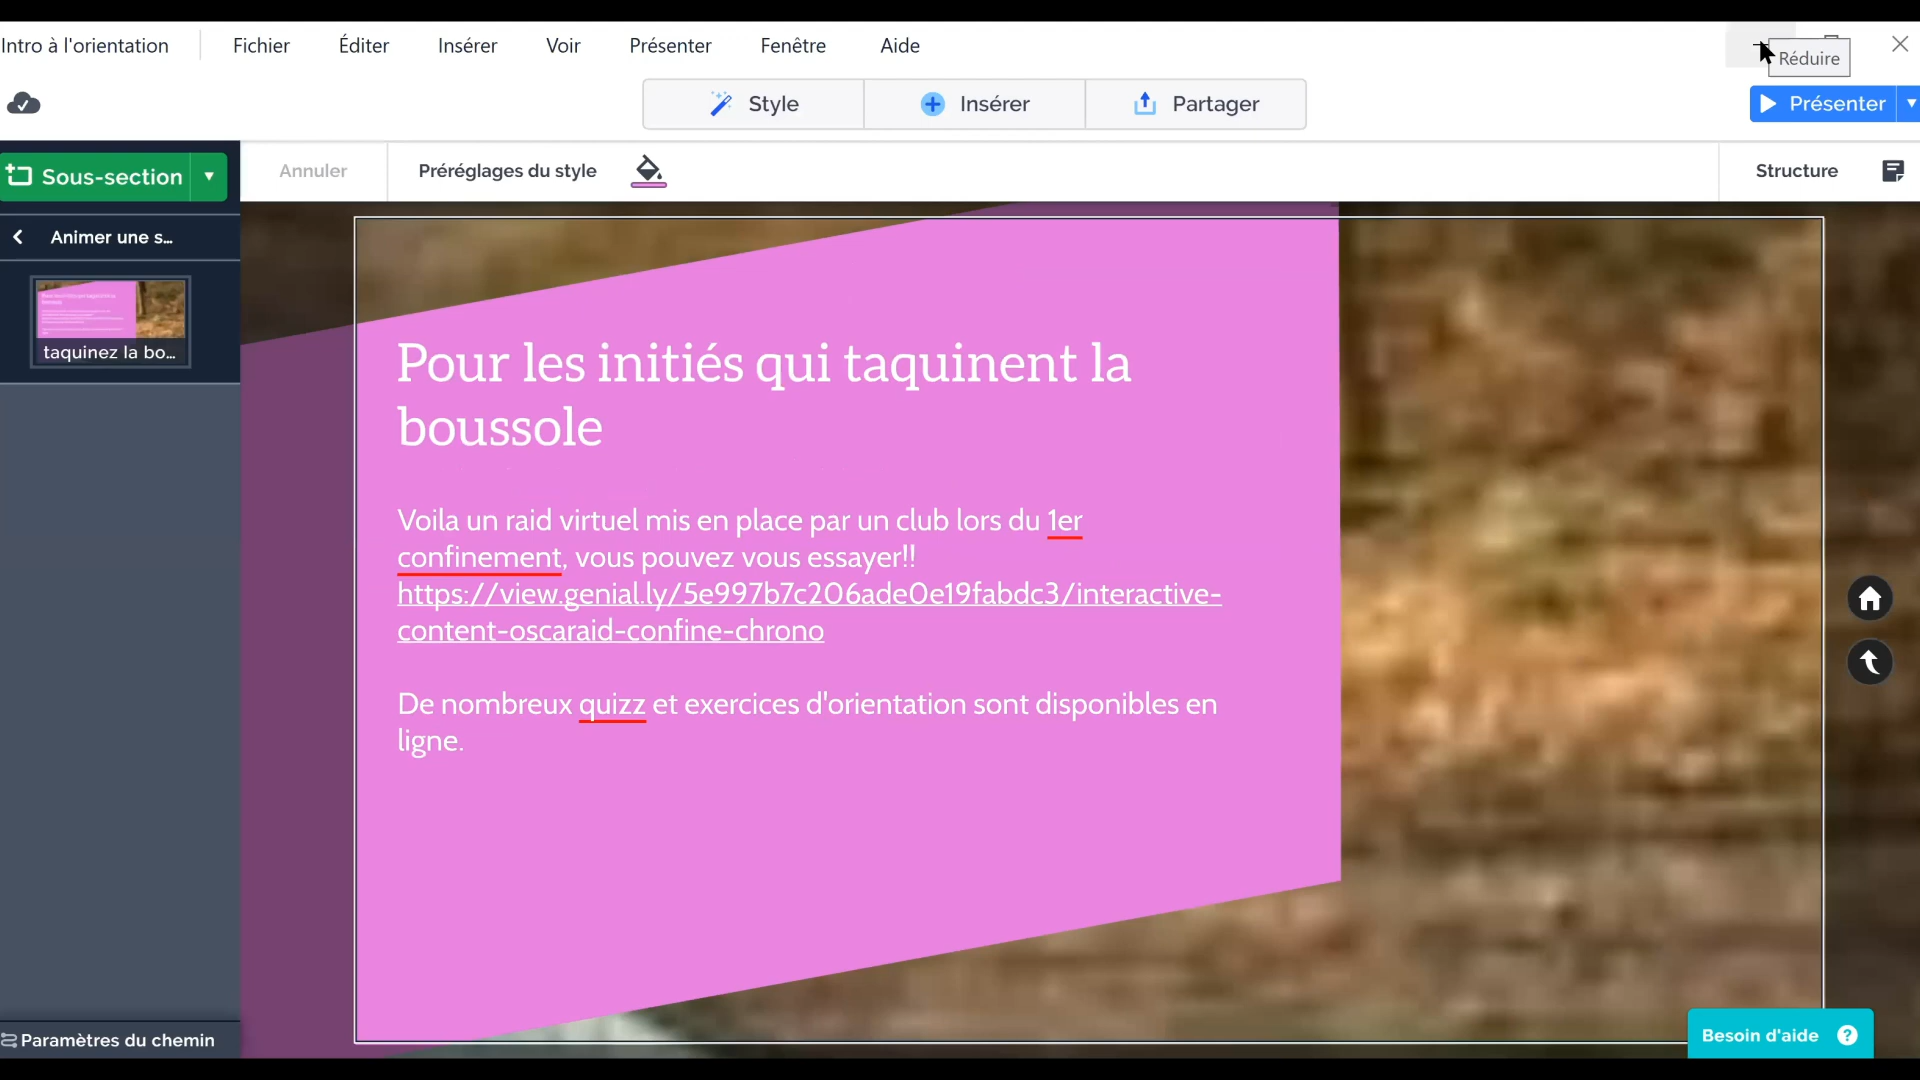 Intro à l'orientation Fichier Éditer Insérer Voir Présenter Fenêtre Aide
Réduire
Style Insérer Partager Présenter
Sous-section Annuler Préréglages du style Structure
Animer une s...
taquinez la bo...
Pour les initiés qui taquinent la
boussole
Voila un raid virtuel mis en place par un club lors du 1er
confinement, vous pouvez vous essayer!!
https://view.genial.ly/5e997b7c206ade0e19fabdc3/interactive-
content-oscaraid-confine-chrono
De nombreux quizz et exercices d'orientation sont disponibles en
ligne.
Paramètres du chemin
Besoin d'aide ?